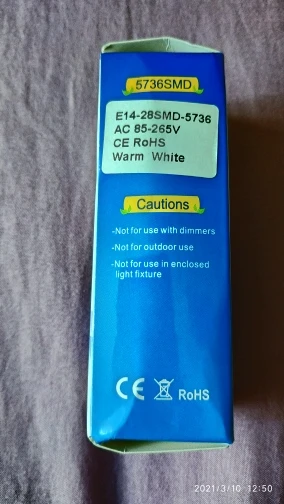 5736SMD
E14-28SMD-5736
AC 85-265V
CE RoHS
Warm White
Cautions
-Not for use with dimmers
-Not for outdoor use
-Not for use in enclosed
light fixture
CE RoHS
2021/3/10 12:50